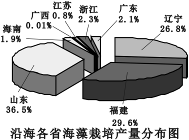 江苏
0.8%
浙江
2.3%
广东
2.1%
广西
0.01%
海南
1.9%
辽宁
26.8%
山东
36.5%
福建
29.6%
沿海各省海藻栽培产量分布图